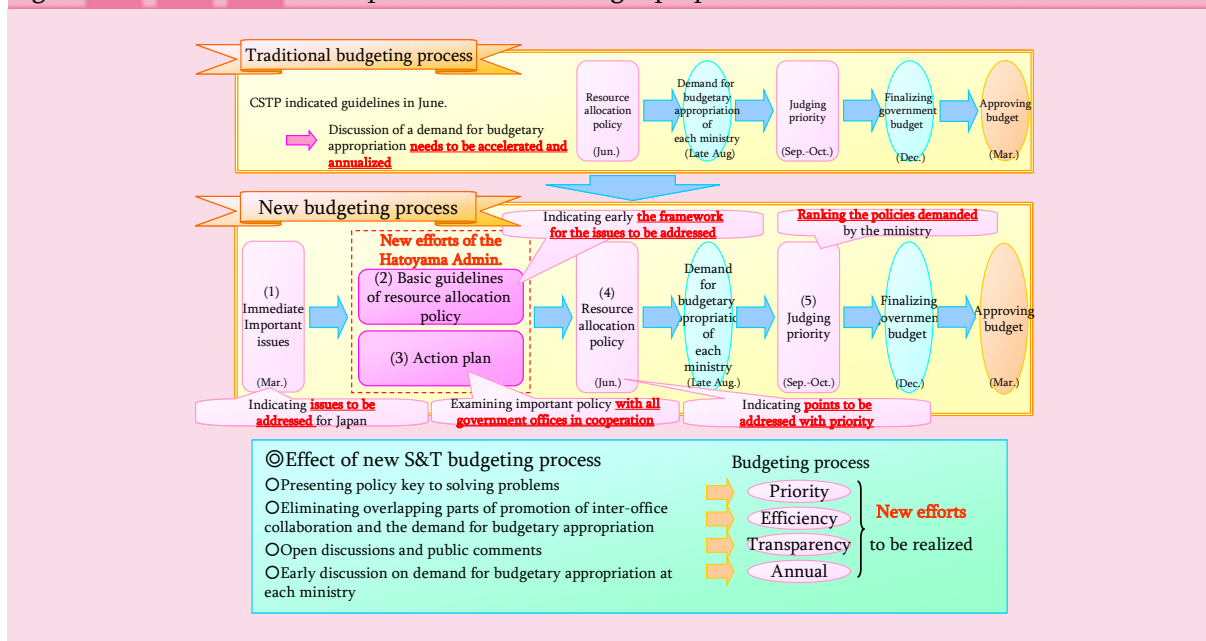 Traditional budgeting process
CSTP indicated guidelines in June.
Discussion of a demand for budgetary
appropriation needs to be accelerated and
annualized
Resource
allocation
policy
(Jun.)
Demand for
budgetary
appropriation
of
each ministry
(Late Aug)
Judging
priority
(Sep.-Oct.)
Finalizing
government
budget
(Dec.)
Approving
budget
(Mar.)
New budgeting process
Indicating early the framework
for the issues to be addressed
Ranking the policies demanded
by the ministry
New efforts of the
Hatoyama Admin.
(1)
Immediate
Important
issues
(Mar.)
(2) Basic guidelines
of resource allocation
policy
(3) Action plan
(4)
Resource
allocation
policy
(Jun.)
Demand
for
budgetary
propriatic
of
each
ministry
(Late Aug.)
(5)
Judging
priority
(Sep.-Oct.)
Finalizing
governmen
budget
(Dec.)
Approving
budget
(Mar.)
Indicating issues to be
addressed for Japan
Examining important policy with all
government offices in cooperation
Indicating points to be
addressed with priority
◎Effect of new S&T budgeting process
○Presenting policy key to solving problems
○Eliminating overlapping parts of promotion of inter-office
collaboration and the demand for budgetary appropriation
○Open discussions and public comments
○Early discussion on demand for budgetary appropriation at
each ministry
Budgeting process
Priority
Efficiency
Transparency
Annual
New efforts
to be realized